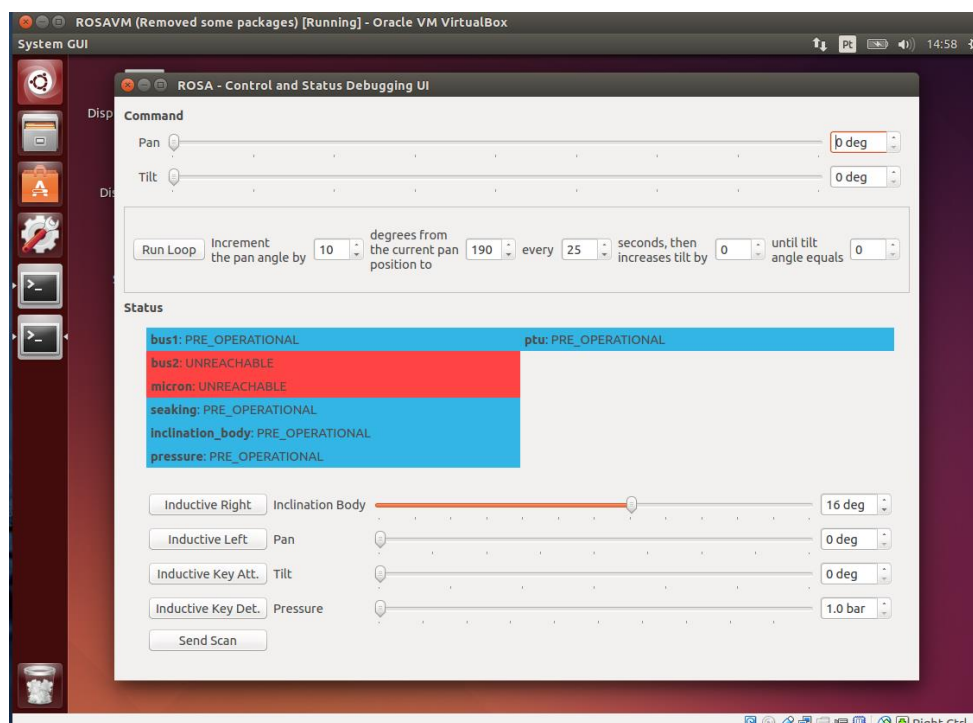 ROSAVM (Removed some packages) [Running] - Oracle VM VirtualBox
System GUI
Pt
14:58
ROSA - Control and Status Debugging UI
Command
Pan
0 deg
Tilt
0 deg
Run Loop
Increment
the pan angle by
10
degrees from
the current pan
position to
190
every
25
seconds, then
increases tilt by
0
until tilt
angle equals
0
Status
bus1: PRE_OPERATIONAL
ptu: PRE_OPERATIONAL
bus2: UNREACHABLE
micron: UNREACHABLE
seaking: PRE_OPERATIONAL
inclination_body: PRE_OPERATIONAL
pressure: PRE_OPERATIONAL
Inductive Right
Inclination Body
16 deg
Inductive Left
Pan
0 deg
Inductive Key Att.
Tilt
0 deg
Inductive Key Det.
Pressure
1.0 bar
Send Scan
Disp
Dis
Right Ctrl